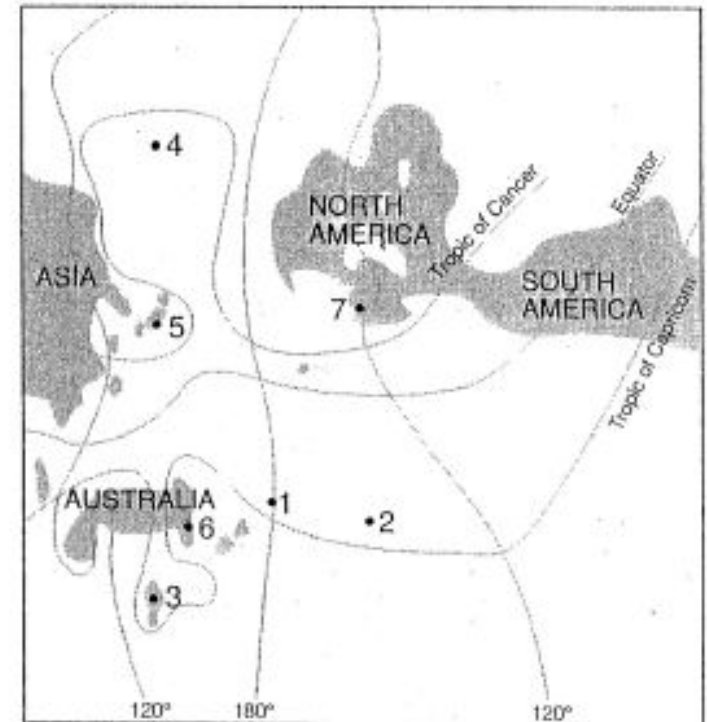 4
NORTH
AMERICA
Tropic of Cancer
Equator
ASIA
SOUTH
AMERICA
5
7
Tropic of Capricorn
AUSTRALIA
1
2
6
3
120°
180°
120°